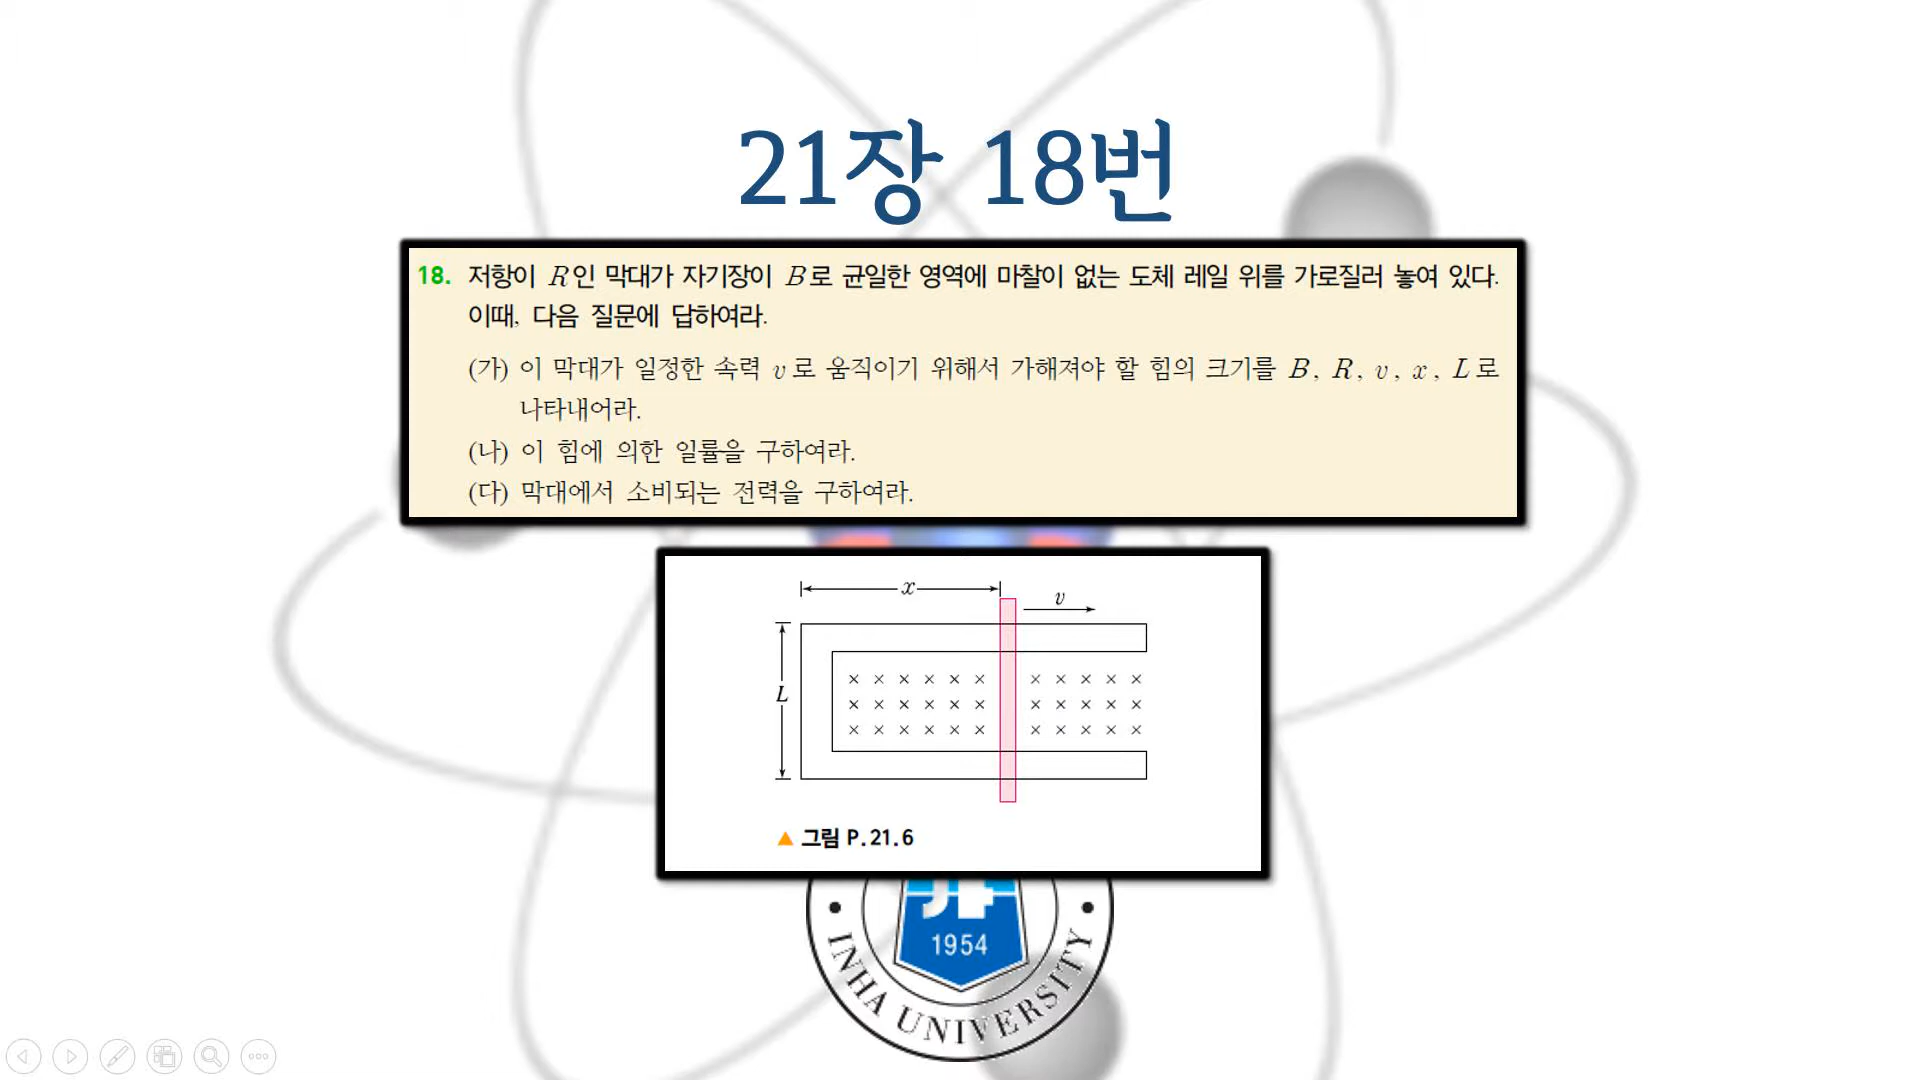 21장 18번
18. 저항이 R인 막대가 자기장이 B로 균일한 영역에 마찰이 없는 도체 레일 위를 가로질러 놓여 있다.
이때, 다음 질문에 답하여라.
(가) 이 막대가 일정한 속력 v로 움직이기 위해서 가해져야 할 힘의 크기를 B, R, v, x, L로
나타내어라.
(나) 이 힘에 의한 일률을 구하여라.
(다) 막대에서 소비되는 전력을 구하여라.
x
v
L
× × × × × × × × × × ×
× × × × × × × × × × ×
× × × × × × × × × × ×
▲ 그림 P.21.6
1954
INHA UNIVERSITY